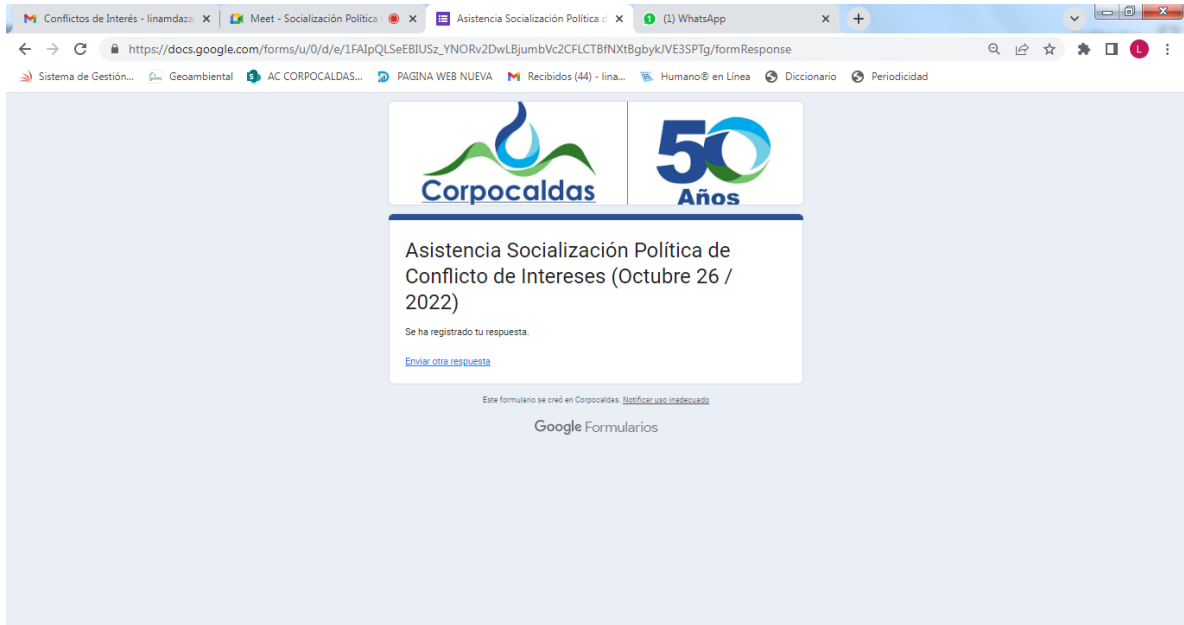 Conflictos de Interés - linamdaza
Meet - Socialización Política
Asistencia Socialización Política d
(1) WhatsApp
https://docs.google.com/forms/u/0/d/e/1FAIpQLSeEBIUSz_YNORv2DwLBjumbVc2CFLCTBfNXtBgbykJVE3SPTg/formResponse
L
Sistema de Gestión...
Geoambiental
AC CORPOCALDAS...
PAGINA WEB NUEVA
Recibidos (44) - lina...
Humano® en Línea
Diccionario
Periodicidad
Corpocaldas
50
Años
Asistencia Socialización Política de
Conflicto de Intereses (Octubre 26 /
2022)
Se ha registrado tu respuesta.
Enviar otra respuesta
Este formulario se creó en Corpocaldas. Notificar uso inadecuado
Google Formularios